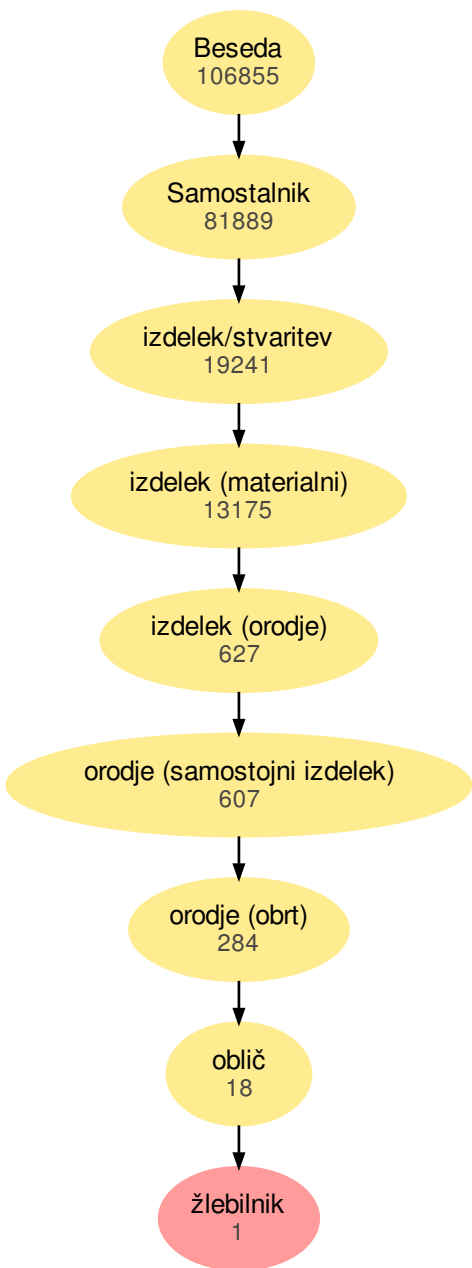 Beseda
106855
Samostalnik
81889
izdelek/stvaritev
19241
izdelek (materialni)
13175
izdelek (orodje)
627
orodje (samostojni izdelek)
607
orodje (obrt)
284
oblič
18
žlebilnik
1